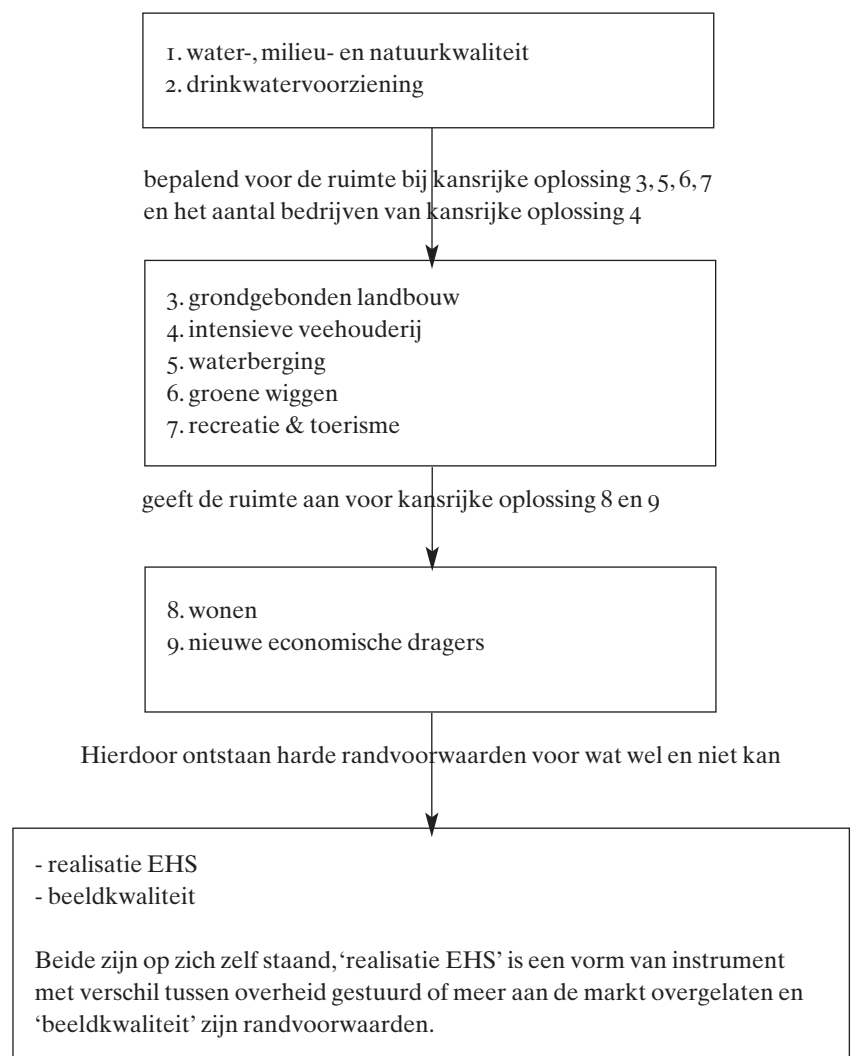 1. water-, milieu- en natuurkwaliteit
2. drinkwatervoorziening
bepalend voor de ruimte bij kansrijke oplossing 3, 5, 6, 7
en het aantal bedrijven van kansrijke oplossing 4
3. grondgebonden landbouw
4. intensieve veehouderij
5. waterberging
6. groene wiggen
7. recreatie & toerisme
geeft de ruimte aan voor kansrijke oplossing 8 en 9
8. wonen
9. nieuwe economische dragers
Hierdoor ontstaan harde randvoorwaarden voor wat wel en niet kan
- realisatie EHS
- beeldkwaliteit
Beide zijn op zich zelf staand, ‘realisatie EHS’ is een vorm van instrument
met verschil tussen overheid gestuurd of meer aan de markt overgelaten en
‘beeldkwaliteit’ zijn randvoorwaarden.